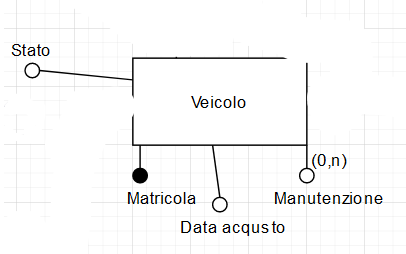 Stato
Veicolo
(0,n)
Matricola
Manutenzione
Data acqusto